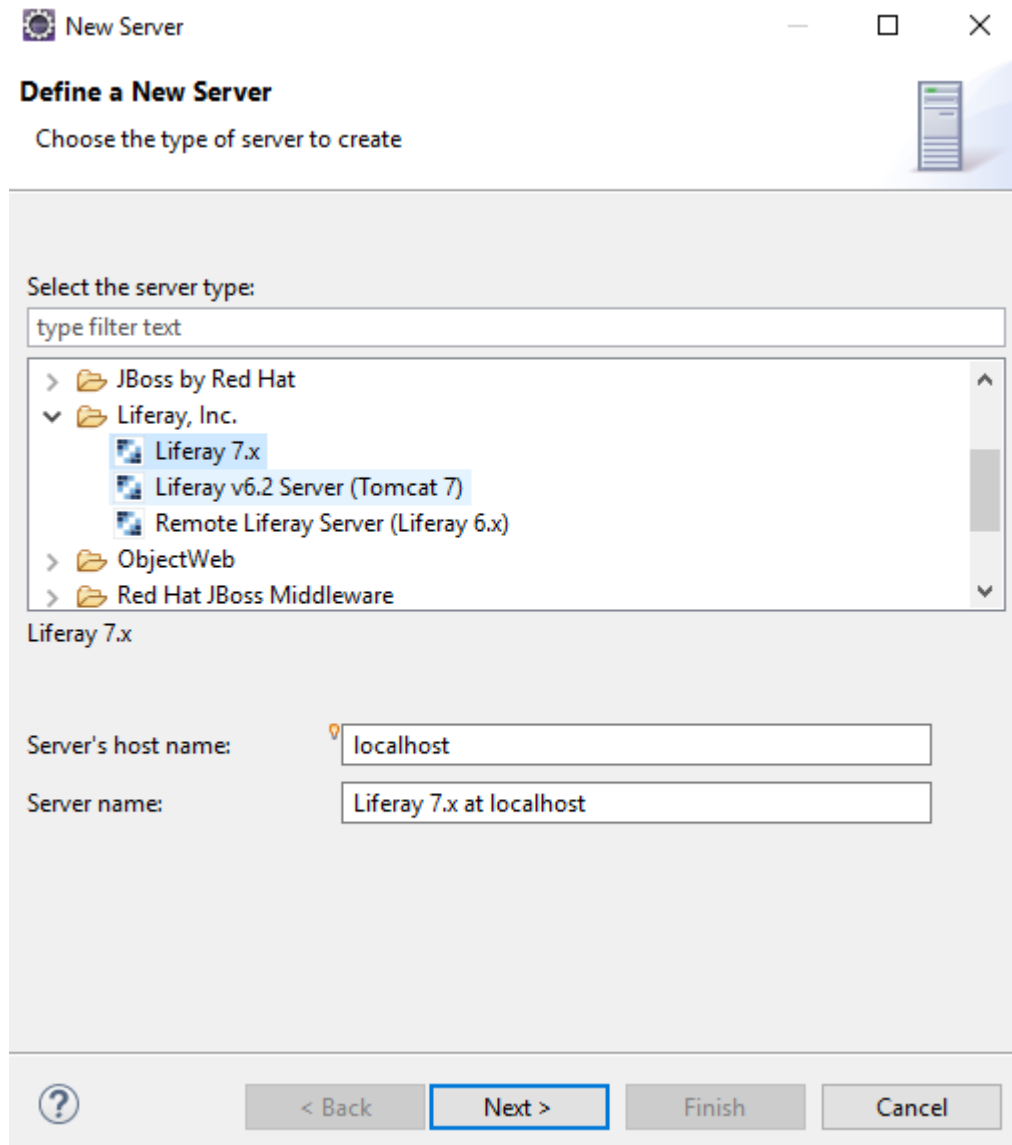 New Server
Define a New Server
Choose the type of server to create
Select the server type:
type filter text
JBoss by Red Hat
Liferay, Inc.
Liferay 7.x
Liferay v6.2 Server (Tomcat 7)
Remote Liferay Server (Liferay 6.x)
ObjectWeb
Red Hat JBoss Middleware
Liferay 7.x
Server's host name: localhost
Server name: Liferay 7.x at localhost
? < Back Next > Finish Cancel